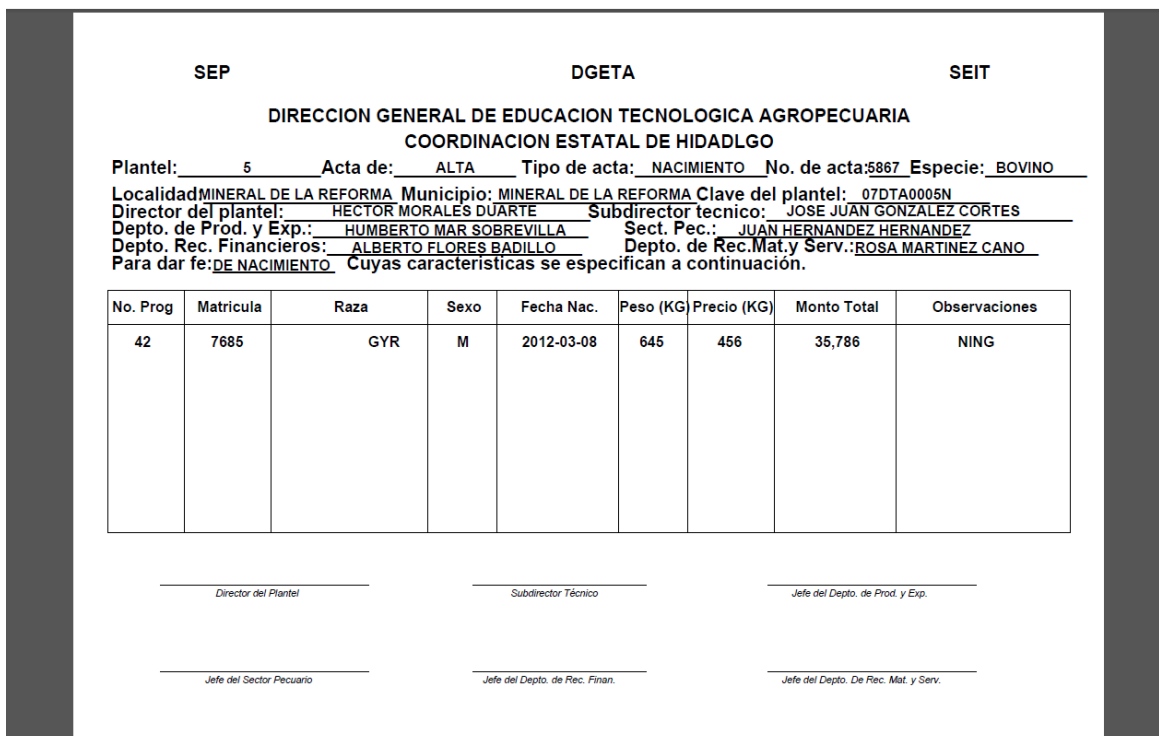 SEP DGETA SEIT
DIRECCION GENERAL DE EDUCACION TECNOLOGICA AGROPECUARIA
COORDINACION ESTATAL DE HIDADLGO
Plantel: 5 Acta de: ALTA Tipo de acta: NACIMIENTO No. de acta: 5867 Especie: BOVINO
Localidad: MINERAL DE LA REFORMA Municipio: MINERAL DE LA REFORMA Clave del plantel: 07DTA0005N
Director del plantel: HECTOR MORALES DUARTE Subdirector tecnico: JOSE JUAN GONZALEZ CORTES
Depto. de Prod. y Exp.: HUMBERTO MAR SOBREVILLA Sect. Pec.: JUAN HERNANDEZ HERNANDEZ
Depto. Rec. Financieros: ALBERTO FLORES BADILLO Depto. de Rec.Mat.y Serv.: ROSA MARTINEZ CANO
Para dar fe: DE NACIMIENTO Cuyas caracteristicas se especifican a continuación.
No. Prog Matricula Raza Sexo Fecha Nac. Peso (KG) Precio (KG) Monto Total Observaciones
42 7685 GYR M 2012-03-08 645 456 35,786 NING
Director del Plantel Subdirector Técnico Jefe del Depto. de Prod. y Exp.
Jefe del Sector Pecuario Jefe del Depto. de Rec. Finan. Jefe del Depto. De Rec. Mat. y Serv.